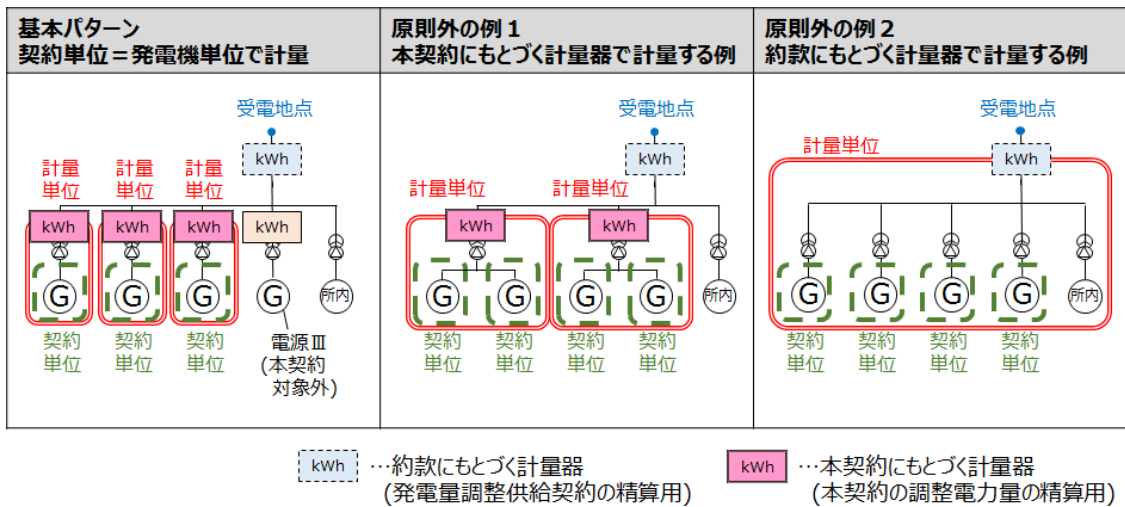 基本パターン
契約単位＝発電機単位で計量
原則外の例１
本契約にもとづく計量器で計量する例
原則外の例２
約款にもとづく計量器で計量する例
受電地点
kWh
計量
単位
計量
単位
計量
単位
kWh
kWh
kWh
kWh
G
G
G
G
所内
契約
単位
契約
単位
契約
単位
電源Ⅲ
(本契約
対象外)
受電地点
kWh
計量単位
計量単位
kWh
kWh
G
G
G
G
所内
契約
単位
契約
単位
契約
単位
契約
単位
受電地点
計量単位
kWh
G
G
G
G
所内
契約
単位
契約
単位
契約
単位
契約
単位
kWh …約款にもとづく計量器
(発電量調整供給契約の精算用)
kWh …本契約にもとづく計量器
(本契約の調整電力量の精算用)